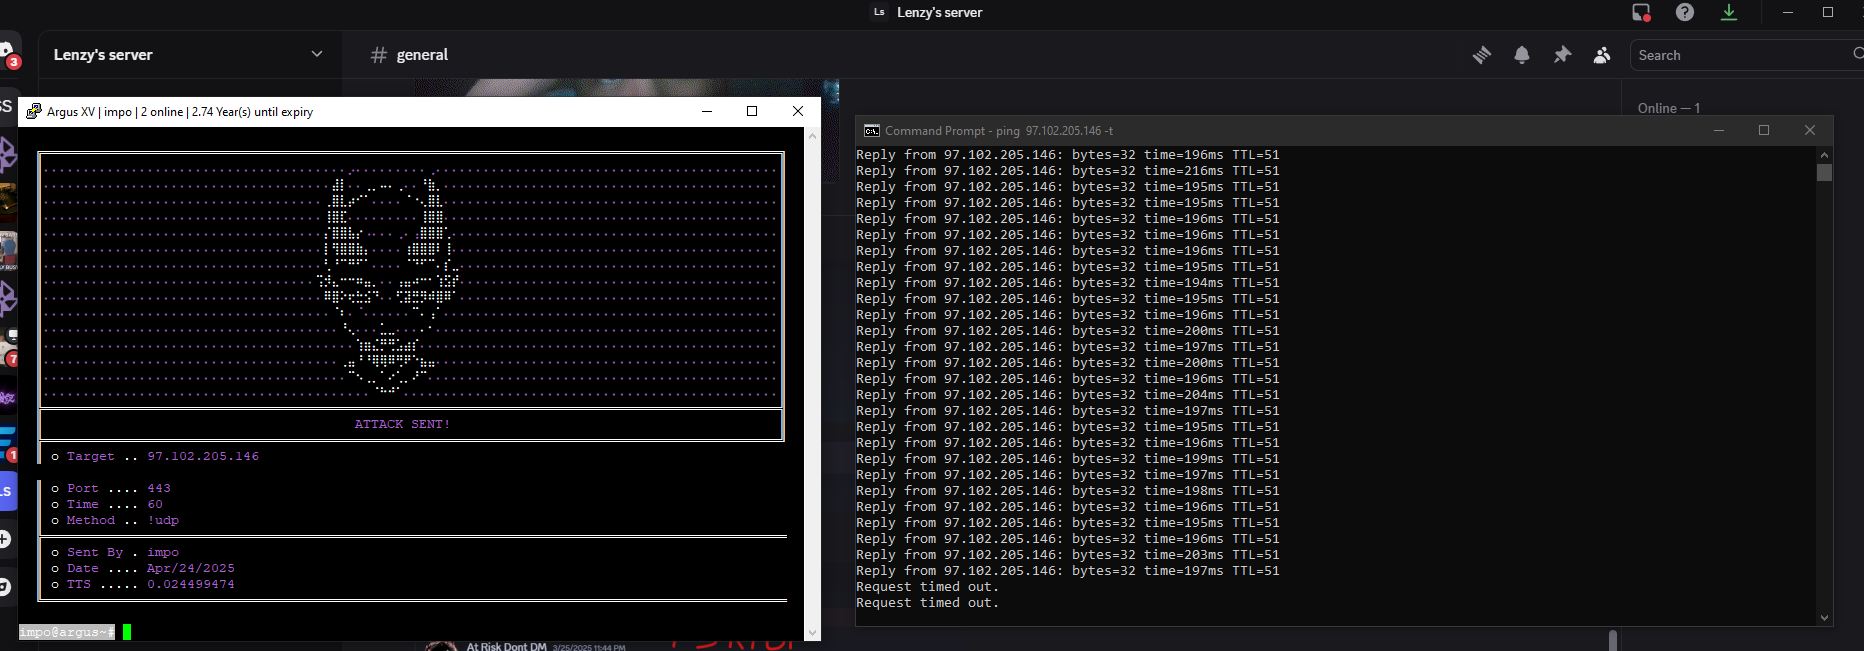 Ls Lenzy's server
3
Lenzy's server
# general
Search
Online — 1
SS
Argus XV | impo | 2 online | 2.74 Year(s) until expiry
ATTACK SENT!
o Target .. 97.102.205.146
o Port .... 443
o Time .... 60
o Method .. !udp
o Sent By . impo
o Date .... Apr/24/2025
o TTS ..... 0.024499474
impo@argus~#
7
1
LS
Command Prompt - ping 97.102.205.146 -t
Reply from 97.102.205.146: bytes=32 time=196ms TTL=51
Reply from 97.102.205.146: bytes=32 time=216ms TTL=51
Reply from 97.102.205.146: bytes=32 time=195ms TTL=51
Reply from 97.102.205.146: bytes=32 time=195ms TTL=51
Reply from 97.102.205.146: bytes=32 time=196ms TTL=51
Reply from 97.102.205.146: bytes=32 time=196ms TTL=51
Reply from 97.102.205.146: bytes=32 time=196ms TTL=51
Reply from 97.102.205.146: bytes=32 time=195ms TTL=51
Reply from 97.102.205.146: bytes=32 time=194ms TTL=51
Reply from 97.102.205.146: bytes=32 time=195ms TTL=51
Reply from 97.102.205.146: bytes=32 time=196ms TTL=51
Reply from 97.102.205.146: bytes=32 time=200ms TTL=51
Reply from 97.102.205.146: bytes=32 time=197ms TTL=51
Reply from 97.102.205.146: bytes=32 time=200ms TTL=51
Reply from 97.102.205.146: bytes=32 time=196ms TTL=51
Reply from 97.102.205.146: bytes=32 time=204ms TTL=51
Reply from 97.102.205.146: bytes=32 time=197ms TTL=51
Reply from 97.102.205.146: bytes=32 time=195ms TTL=51
Reply from 97.102.205.146: bytes=32 time=196ms TTL=51
Reply from 97.102.205.146: bytes=32 time=199ms TTL=51
Reply from 97.102.205.146: bytes=32 time=197ms TTL=51
Reply from 97.102.205.146: bytes=32 time=198ms TTL=51
Reply from 97.102.205.146: bytes=32 time=196ms TTL=51
Reply from 97.102.205.146: bytes=32 time=195ms TTL=51
Reply from 97.102.205.146: bytes=32 time=196ms TTL=51
Reply from 97.102.205.146: bytes=32 time=203ms TTL=51
Reply from 97.102.205.146: bytes=32 time=197ms TTL=51
Request timed out.
Request timed out.
At Risk Dont DM 3/25/2025 11:44 PM